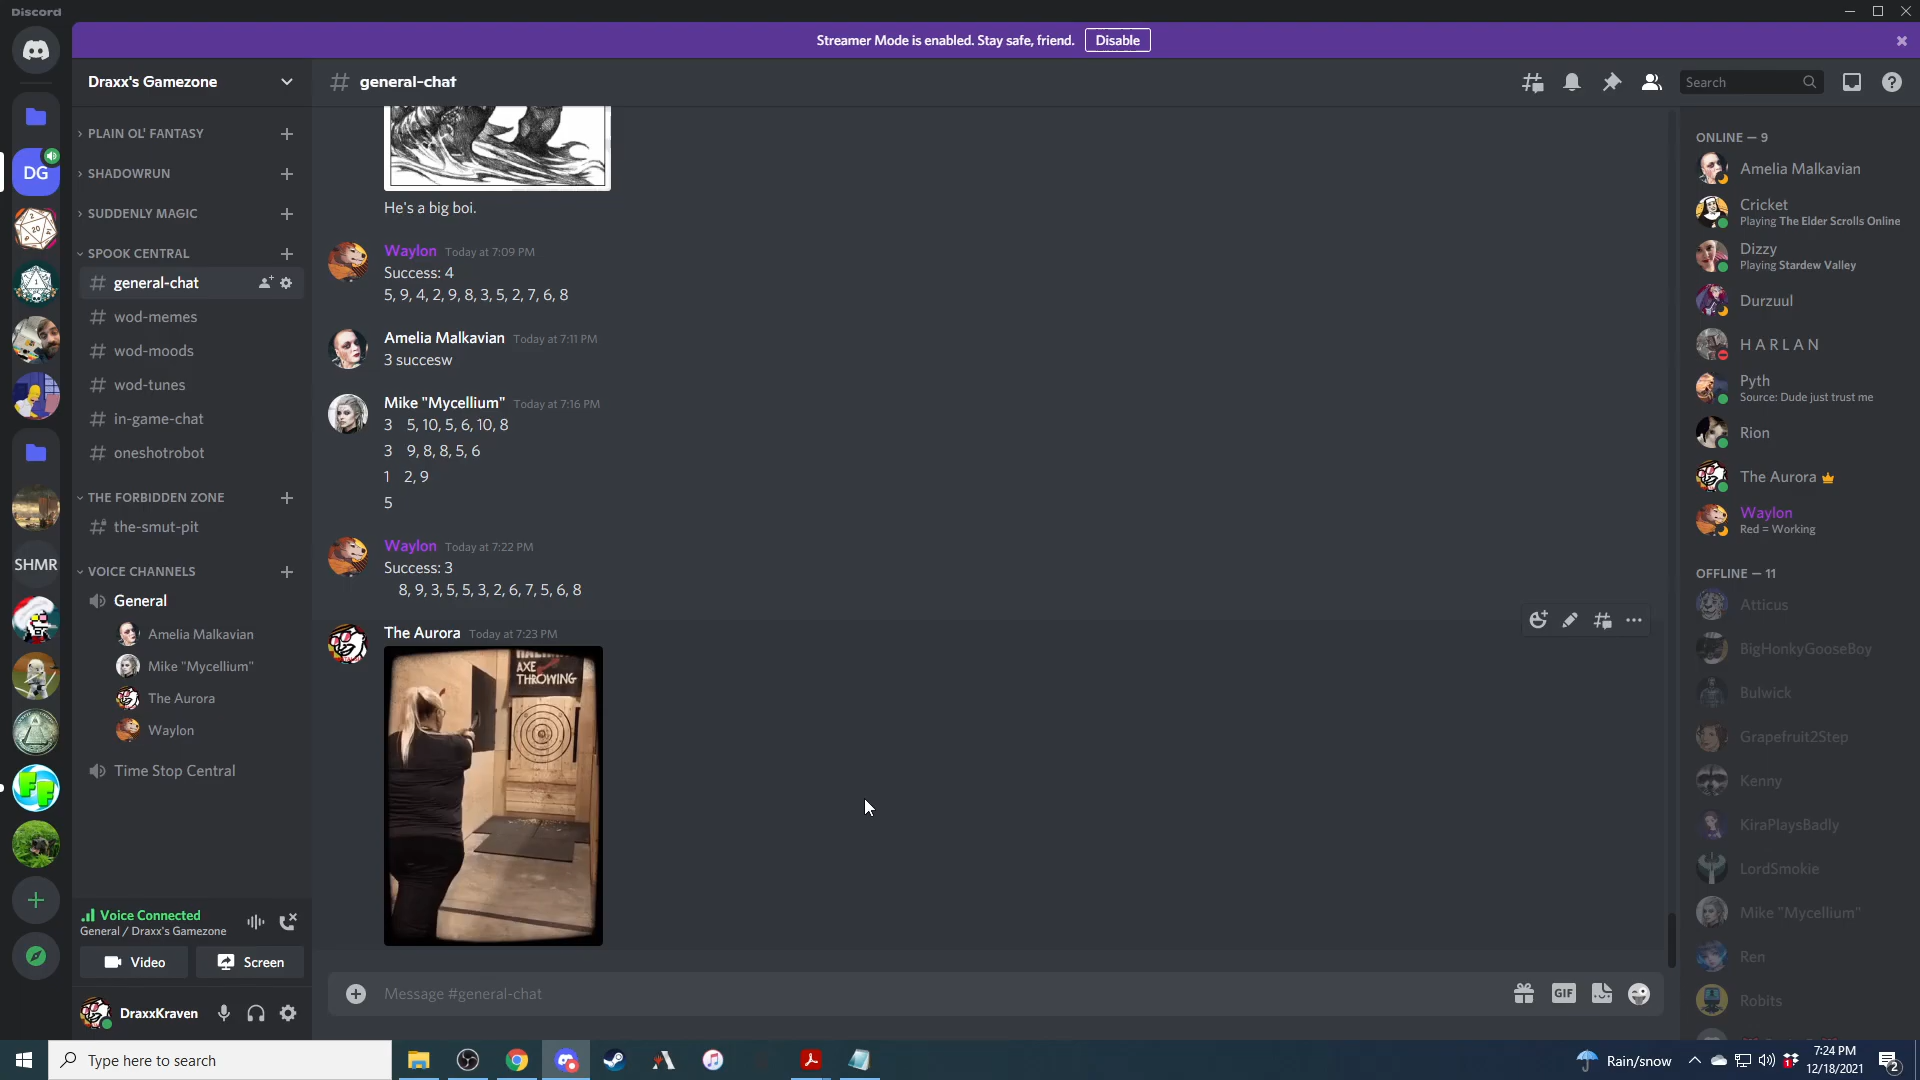 Discord
Streamer Mode is enabled. Stay safe, friend.
Disable
Draxx's Gamezone
general-chat
Search
PLAIN OL' FANTASY
SHADOWRUN
SUDDENLY MAGIC
SPOOK CENTRAL
general-chat
wod-memes
wod-moods
wod-tunes
in-game-chat
oneshotrobot
THE FORBIDDEN ZONE
the-smut-pit
VOICE CHANNELS
General
Amelia Malkavian
Mike "Mycellium"
The Aurora
Waylon
Time Stop Central
Voice Connected
General / Draxx's Gamezone
Video
Screen
DraxxKraven
DG
SHMR
FF
He's a big boi.
Waylon Today at 7:09 PM
Success: 4
5, 9, 4, 2, 9, 8, 3, 5, 2, 7, 6, 8
Amelia Malkavian Today at 7:11 PM
3 succesw
Mike "Mycellium" Today at 7:16 PM
3 5, 10, 5, 6, 10, 8
3 9, 8, 8, 5, 6
1 2, 9
5
Waylon Today at 7:22 PM
Success: 3
8, 9, 3, 5, 5, 3, 2, 6, 7, 5, 6, 8
The Aurora Today at 7:23 PM
AXE
THROWING
Message #general-chat
GIF
ONLINE — 9
Amelia Malkavian
Cricket
Playing The Elder Scrolls Online
Dizzy
Playing Stardew Valley
Durzuul
H A R L A N
Pyth
Source: Dude just trust me
Rion
The Aurora
Waylon
Red = Working
OFFLINE — 11
Atticus
BigHonkyGooseBoy
Bulwick
Grapefruit2Step
Kenny
KiraPlaysBadly
LordSmokie
Mike "Mycellium"
Ren
Robits
Type here to search
Rain/snow
7:24 PM
12/18/2021
2